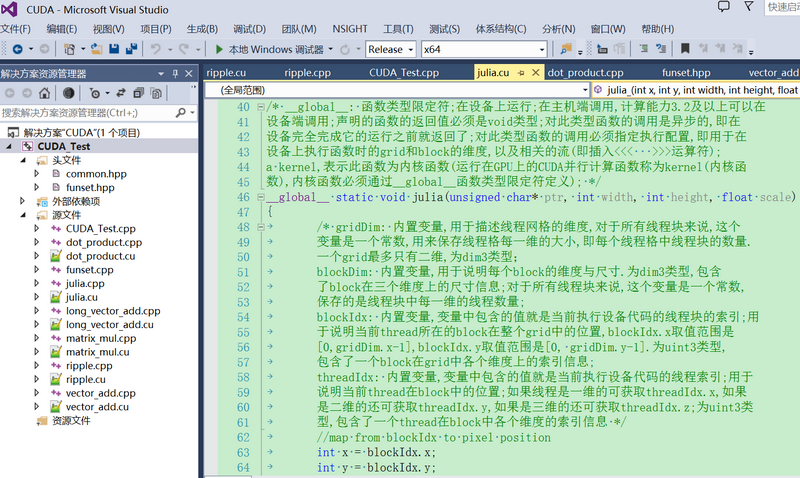 CUDA - Microsoft Visual Studio
快速启动
文件(F) 编辑(E) 视图(V) 项目(P) 生成(B) 调试(D) 团队(M) NSIGHT 工具(T) 测试(S) 体系结构(C) 分析(N) 窗口(W) 帮助(H)
本地 Windows 调试器 Release x64
解决方案资源管理器
搜索解决方案资源管理器(Ctrl+;)
解决方案"CUDA"(1 个项目)
CUDA_Test
头文件
common.hpp
funset.hpp
外部依赖项
源文件
CUDA_Test.cpp
dot_product.cpp
dot_product.cu
funset.cpp
julia.cpp
julia.cu
long_vector_add.cpp
long_vector_add.cu
matrix_mul.cpp
matrix_mul.cu
ripple.cpp
ripple.cu
vector_add.cpp
vector_add.cu
资源文件
ripple.cu ripple.cpp CUDA_Test.cpp julia.cu dot_product.cpp funset.hpp vector_add
(全局范围) julia_(int x, int y, int width, int height, float
40 /* __global__: 函数类型限定符;在设备上运行;在主机端调用,计算能力3.2及以上可以在
41 设备端调用;声明的函数的返回值必须是void类型;对此类型函数的调用是异步的,即在
42 设备完全完成它的运行之前就返回了;对此类型函数的调用必须指定执行配置,即用于在
43 设备上执行函数时的grid和block的维度,以及相关的流(即插入<<<···>>>运算符);
44 a kernel,表示此函数为内核函数(运行在GPU上的CUDA并行计算函数称为kernel(内核函
45 数),内核函数必须通过__global__函数类型限定符定义); */
46 __global__ static void julia(unsigned char* ptr, int width, int height, float scale)
47 {
48 /* gridDim: 内置变量,用于描述线程网格的维度,对于所有线程块来说,这个
49 变量是一个常数,用来保存线程格每一维的大小,即每个线程格中线程块的数量.
50 一个grid最多只有二维,为dim3类型;
51 blockDim: 内置变量,用于说明每个block的维度与尺寸.为dim3类型,包含
52 了block在三个维度上的尺寸信息;对于所有线程块来说,这个变量是一个常数,
53 保存的是线程块中每一维的线程数量;
54 blockIdx: 内置变量,变量中包含的值就是当前执行设备代码的线程块的索引;用
55 于说明当前thread所在的block在整个grid中的位置,blockIdx.x取值范围是
56 [0,gridDim.x-1],blockIdx.y取值范围是[0, gridDim.y-1].为uint3类型,
57 包含了一个block在grid中各个维度上的索引信息;
58 threadIdx: 内置变量,变量中包含的值就是当前执行设备代码的线程索引;用于
59 说明当前thread在block中的位置;如果线程是一维的可获取threadIdx.x,如果
60 是二维的还可获取threadIdx.y,如果是三维的还可获取threadIdx.z;为uint3类
61 型,包含了一个thread在block中各个维度的索引信息 */
62 //map from blockIdx to pixel position
63 int x = blockIdx.x;
64 int y = blockIdx.y;